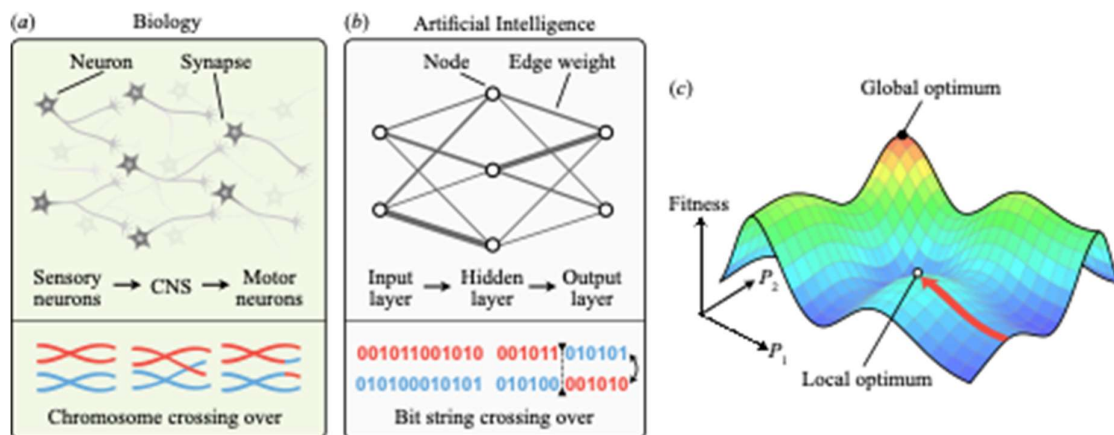 (a) Biology
Neuron Synapse
Sensory neurons → CNS → Motor neurons
Chromosome crossing over
(b) Artificial Intelligence
Node Edge weight
Input layer → Hidden layer → Output layer
001011001010 001011 010101
010100010101 010100 001010
Bit string crossing over
(c)
Global optimum
Fitness
P2
P1
Local optimum